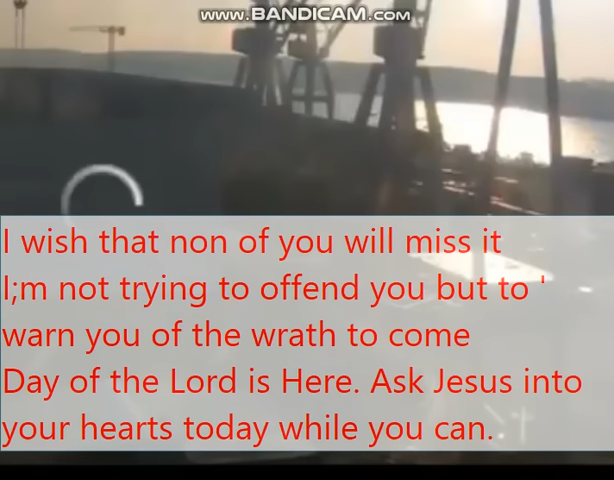 www.BANDICAM.com
I wish that non of you will miss it
I;m not trying to offend you but to '
warn you of the wrath to come
Day of the Lord is Here. Ask Jesus into
your hearts today while you can.